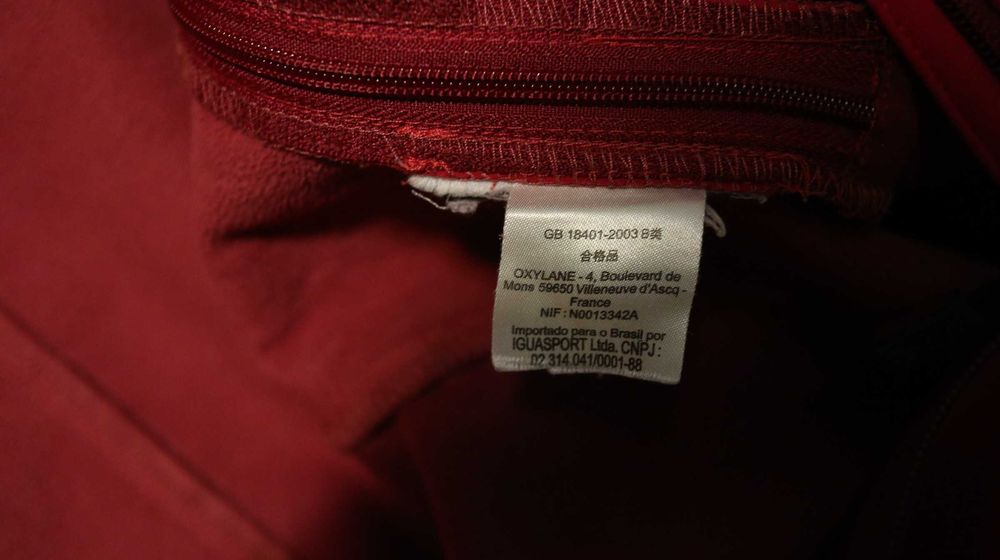 GB 18401-2003 B类
合格品
OXYLANE - 4, Boulevard de
Mons 59650 Villeneuve d'Ascq -
France
NIF : N0013342A
Importado para o Brasil por
IGUASPORT Ltda. CNPJ :
02.314.041/0001-88